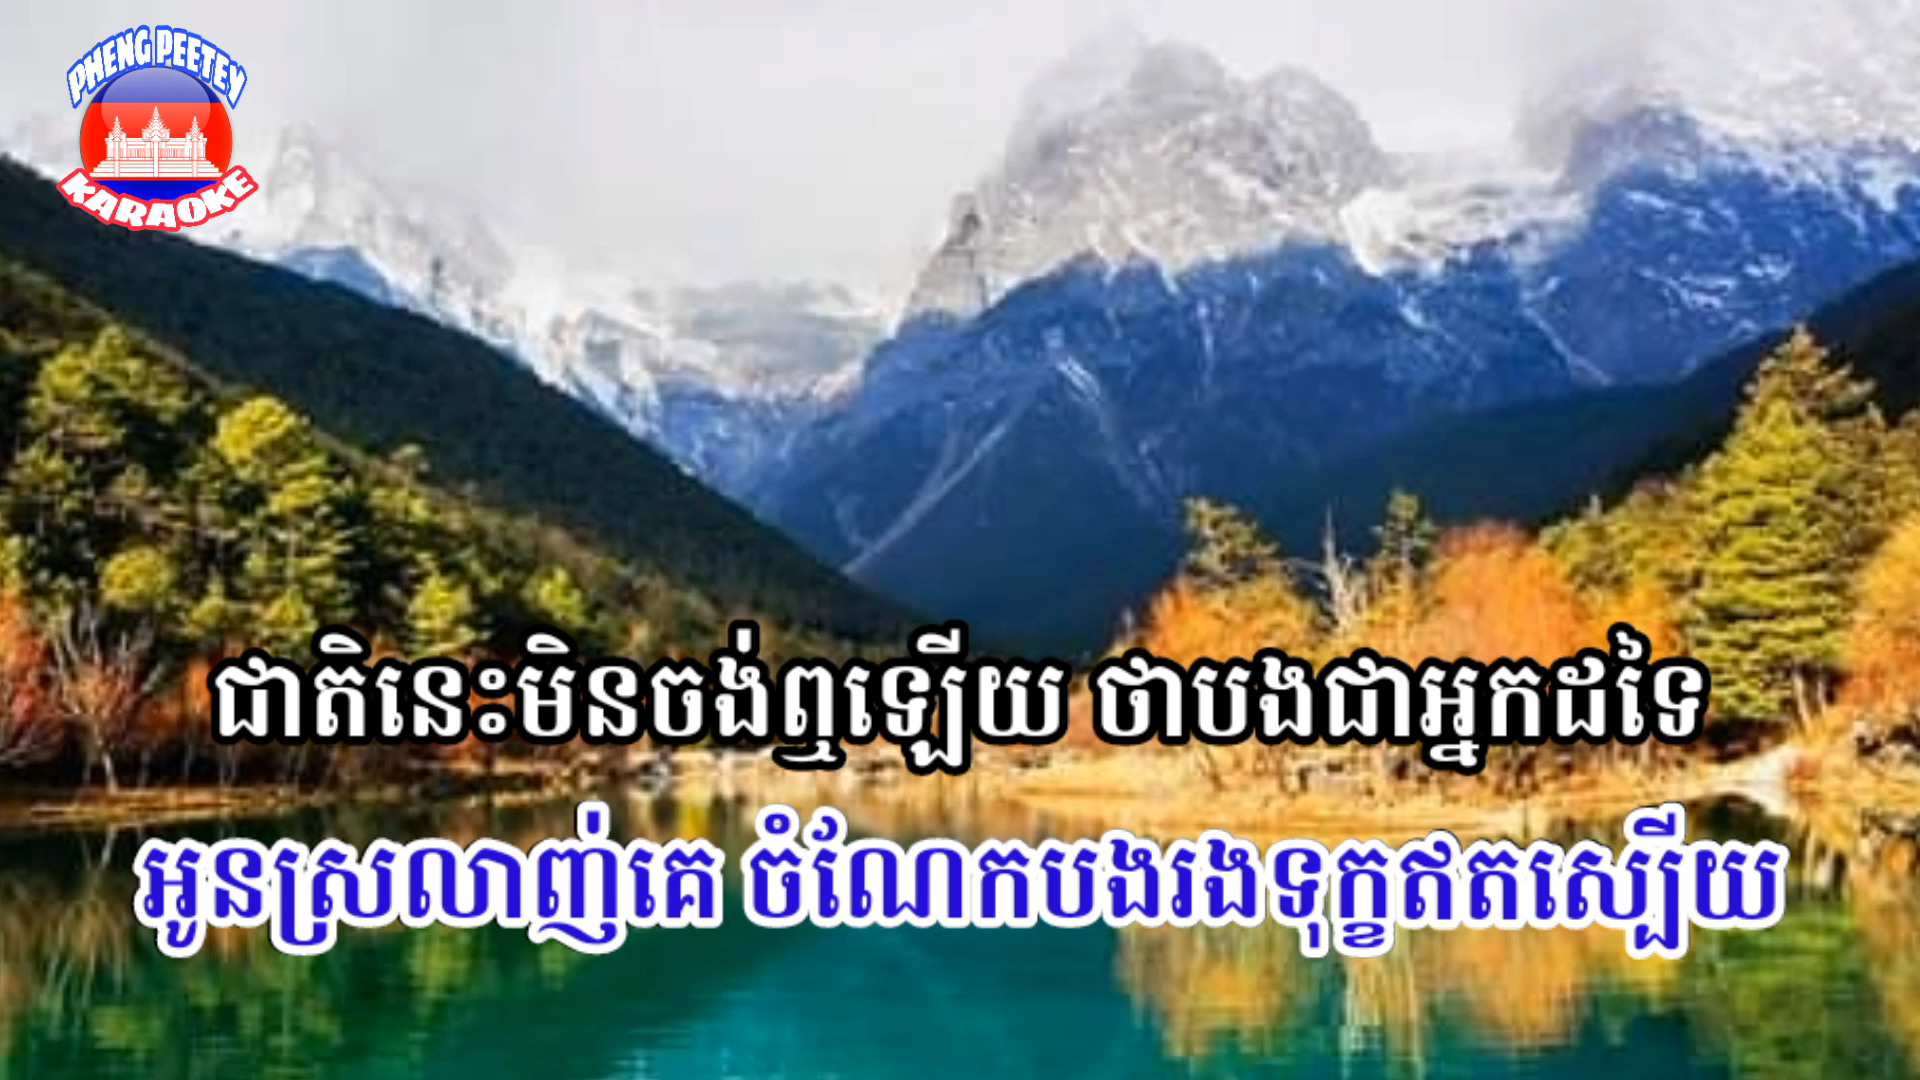 PHENG PEETEY
KARAOKE
ជាតិនេះមិនចង់ឮឡើយ ថាបងជាអ្នកដទៃ
អូនស្រលាញ់គេ ចំណែកបងរងទុក្ខឥតស្បើយ